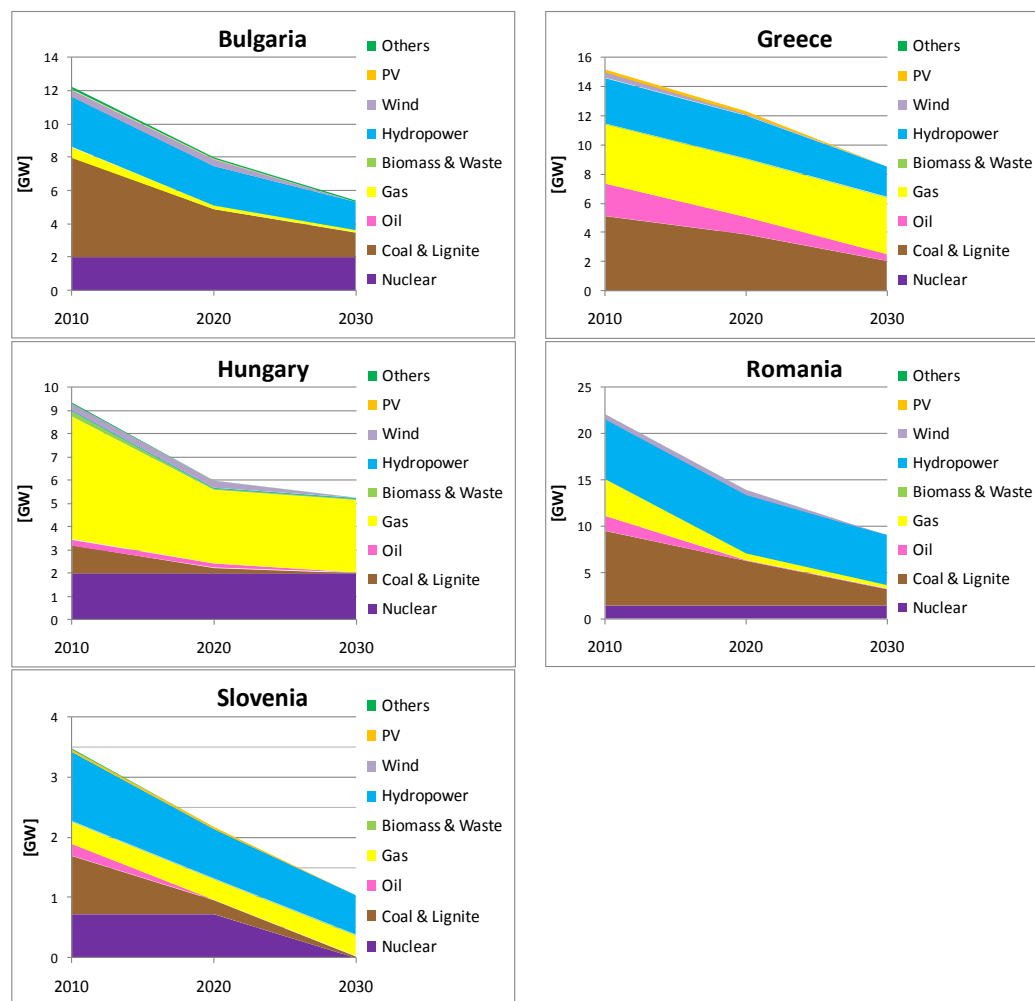 Bulgaria
[GW]
14
12
10
8
6
4
2
0
2010 2020 2030
Others
PV
Wind
Hydropower
Biomass & Waste
Gas
Oil
Coal & Lignite
Nuclear
Greece
[GW]
16
14
12
10
8
6
4
2
0
2010 2020 2030
Others
PV
Wind
Hydropower
Biomass & Waste
Gas
Oil
Coal & Lignite
Nuclear
Hungary
[GW]
10
9
8
7
6
5
4
3
2
1
0
2010 2020 2030
Others
PV
Wind
Hydropower
Biomass & Waste
Gas
Oil
Coal & Lignite
Nuclear
Romania
[GW]
25
20
15
10
5
0
2010 2020 2030
Others
PV
Wind
Hydropower
Biomass & Waste
Gas
Oil
Coal & Lignite
Nuclear
Slovenia
[GW]
4
3
2
1
0
2010 2020 2030
Others
PV
Wind
Hydropower
Biomass & Waste
Gas
Oil
Coal & Lignite
Nuclear